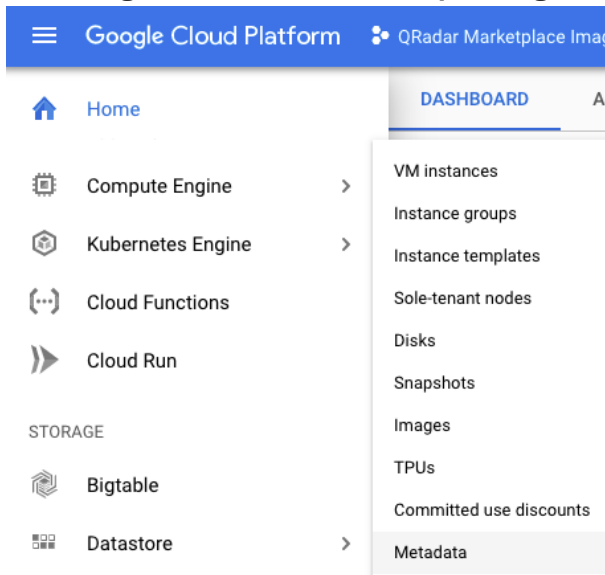 Google Cloud Platform
QRadar Marketplace Imag
Home
DASHBOARD
A
Compute Engine
Kubernetes Engine
Cloud Functions
Cloud Run
STORAGE
Bigtable
Datastore
VM instances
Instance groups
Instance templates
Sole-tenant nodes
Disks
Snapshots
Images
TPUs
Committed use discounts
Metadata